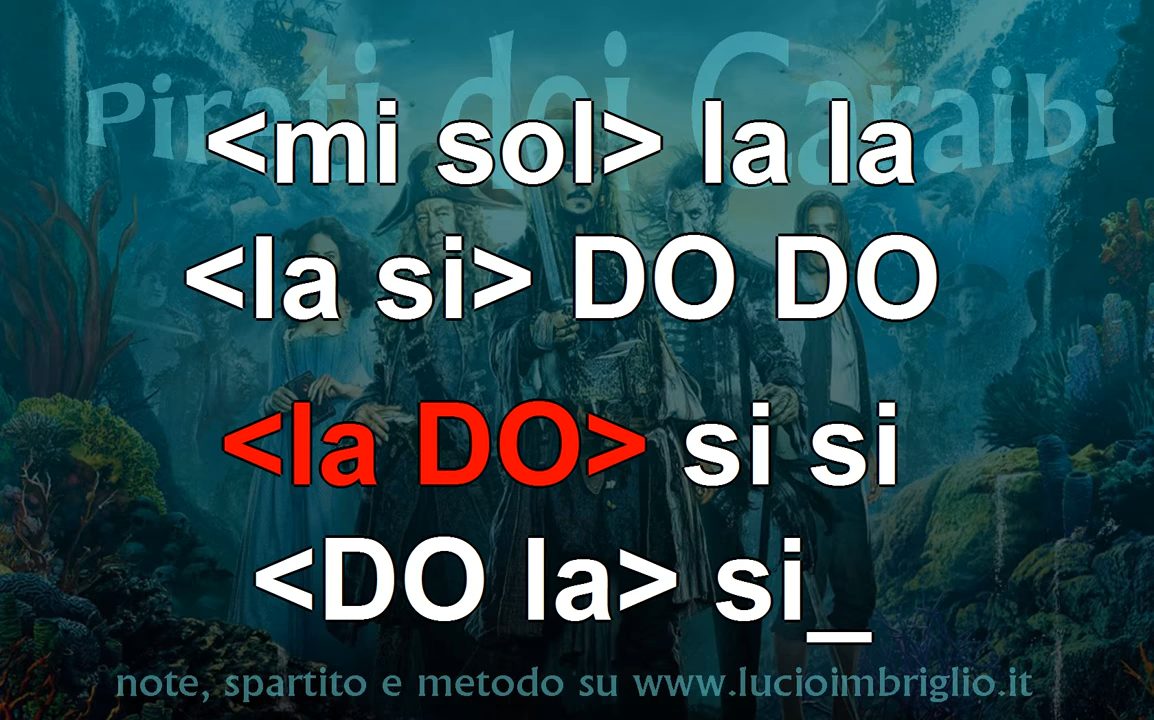 Pirati dei Caraibi
<mi sol> la la
<la si> DO DO
<la DO> si si
<DO la> si_
note, spartito e metodo su www.lucioimbriglio.it